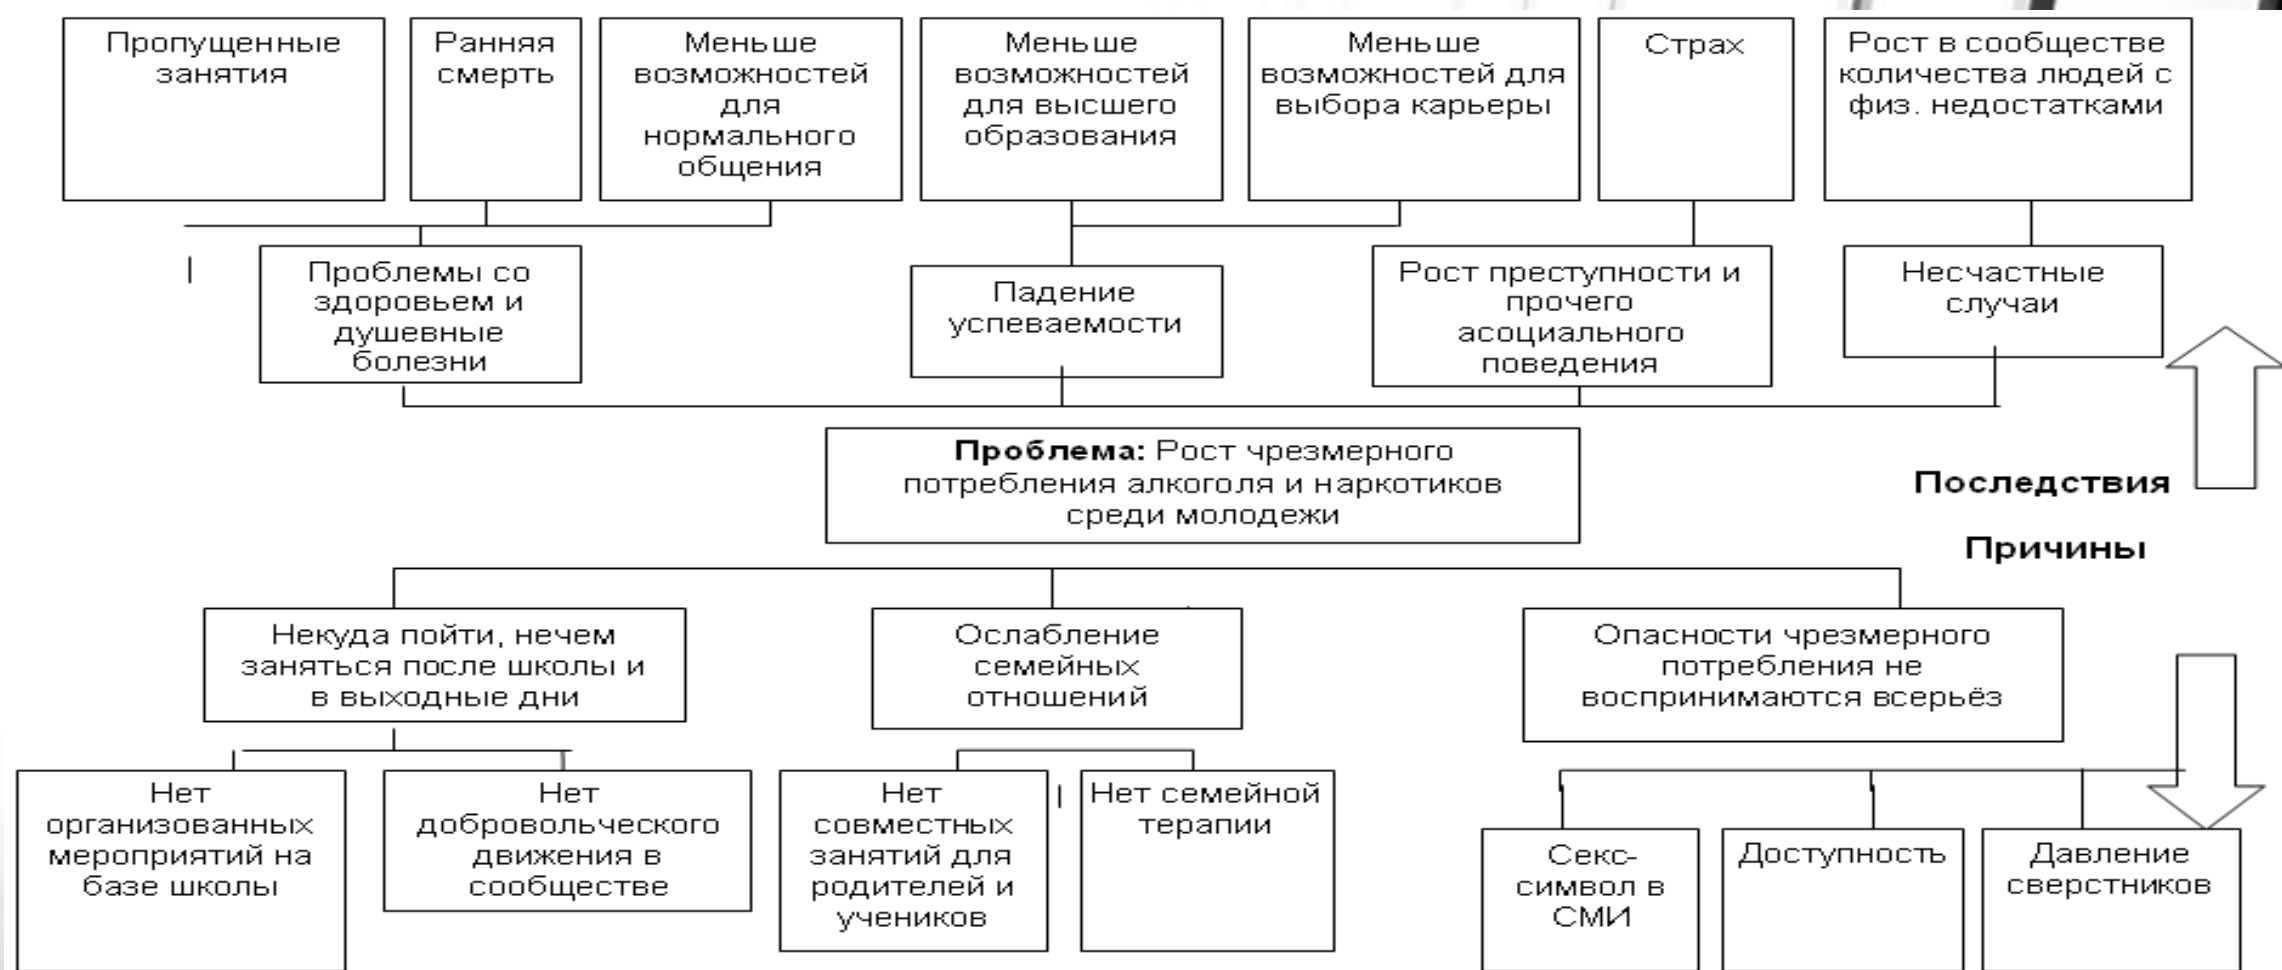 Пропущенные
занятия
Ранняя
смерть
Меньше
возможностей
для
нормального
общения
Меньше
возможностей
для высшего
образования
Меньше
возможностей для
выбора карьеры
Страх
Рост в сообществе
количества людей с
физ. недостатками
Проблемы со
здоровьем и
душевные
болезни
Падение
успеваемости
Рост преступности и
прочего
асоциального
поведения
Несчастные
случаи
Проблема: Рост чрезмерного
потребления алкоголя и наркотиков
среди молодежи
Последствия
Причины
Некуда пойти, нечем
заняться после школы и
в выходные дни
Ослабление
семейных
отношений
Опасности чрезмерного
потребления не
воспринимаются всерьёз
Нет
организованных
мероприятий на
базе школы
Нет
добровольческого
движения в
сообществе
Нет
совместных
занятий для
родителей и
учеников
Нет семейной
терапии
Секс-
символ в
СМИ
Доступность
Давление
сверстников